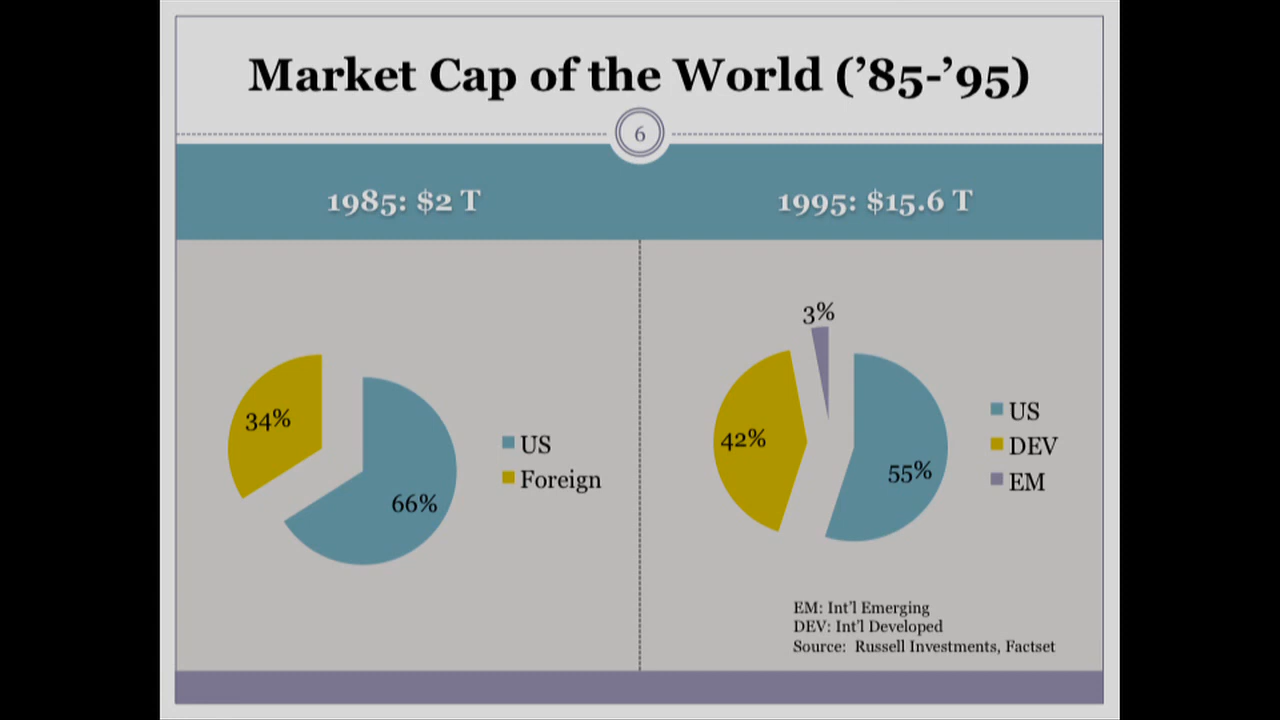 Market Cap of the World (’85-’95)
6
1985: $2 T
1995: $15.6 T
34%
66%
US
Foreign
3%
42%
55%
US
DEV
EM
EM: Int’l Emerging
DEV: Int’l Developed
Source: Russell Investments, Factset